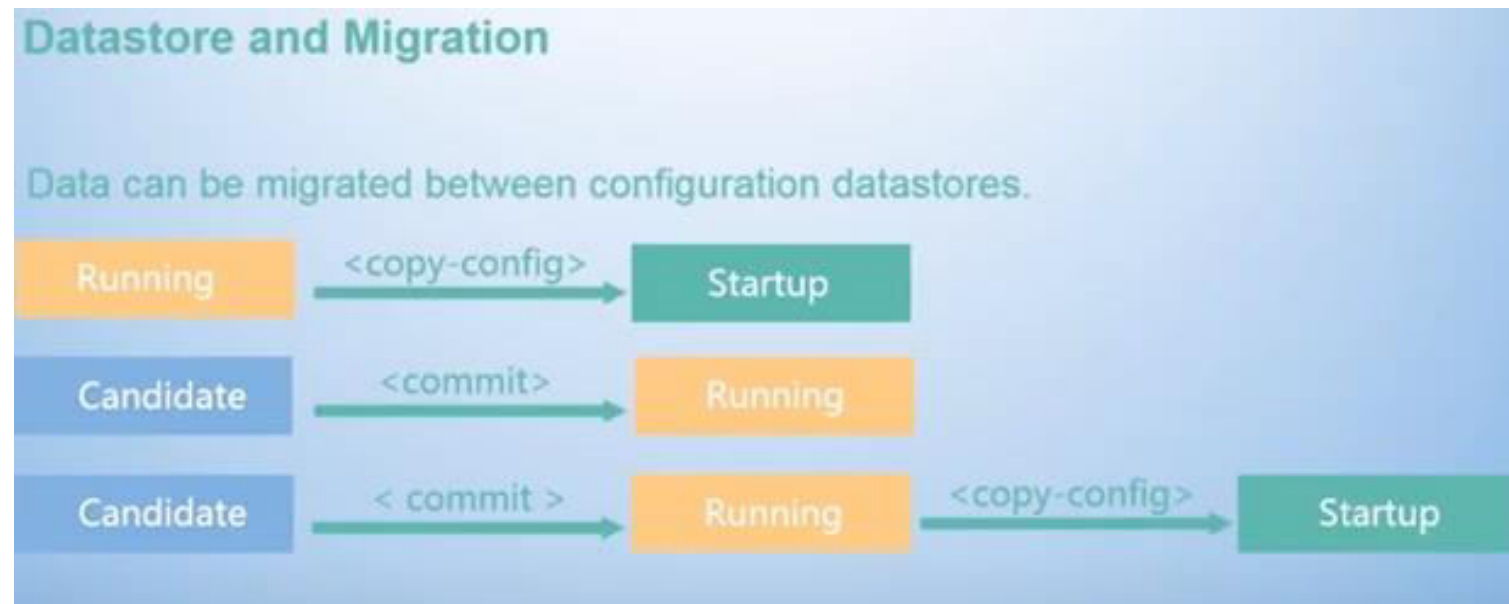 Datastore and Migration
Data can be migrated between configuration datastores.
Running <copy-config> Startup
Candidate <commit> Running
Candidate < commit > Running <copy-config> Startup